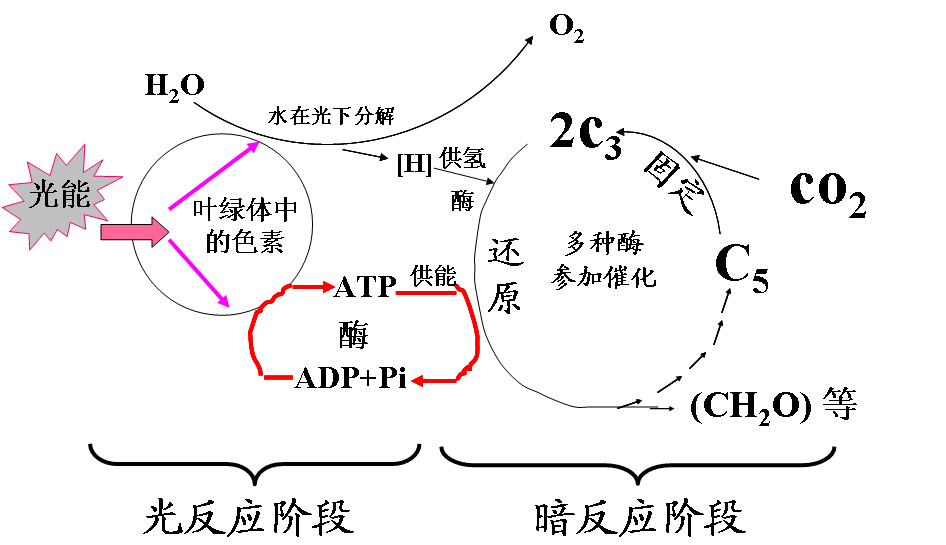 O₂
H₂O
水在光下分解
2c₃
[H] 供氢
酶
固定
co₂
光能
叶绿体中
的色素
还
原
多种酶
参加催化
C₅
ATP 供能
酶
ADP+Pi
(CH₂O) 等
光反应阶段
暗反应阶段